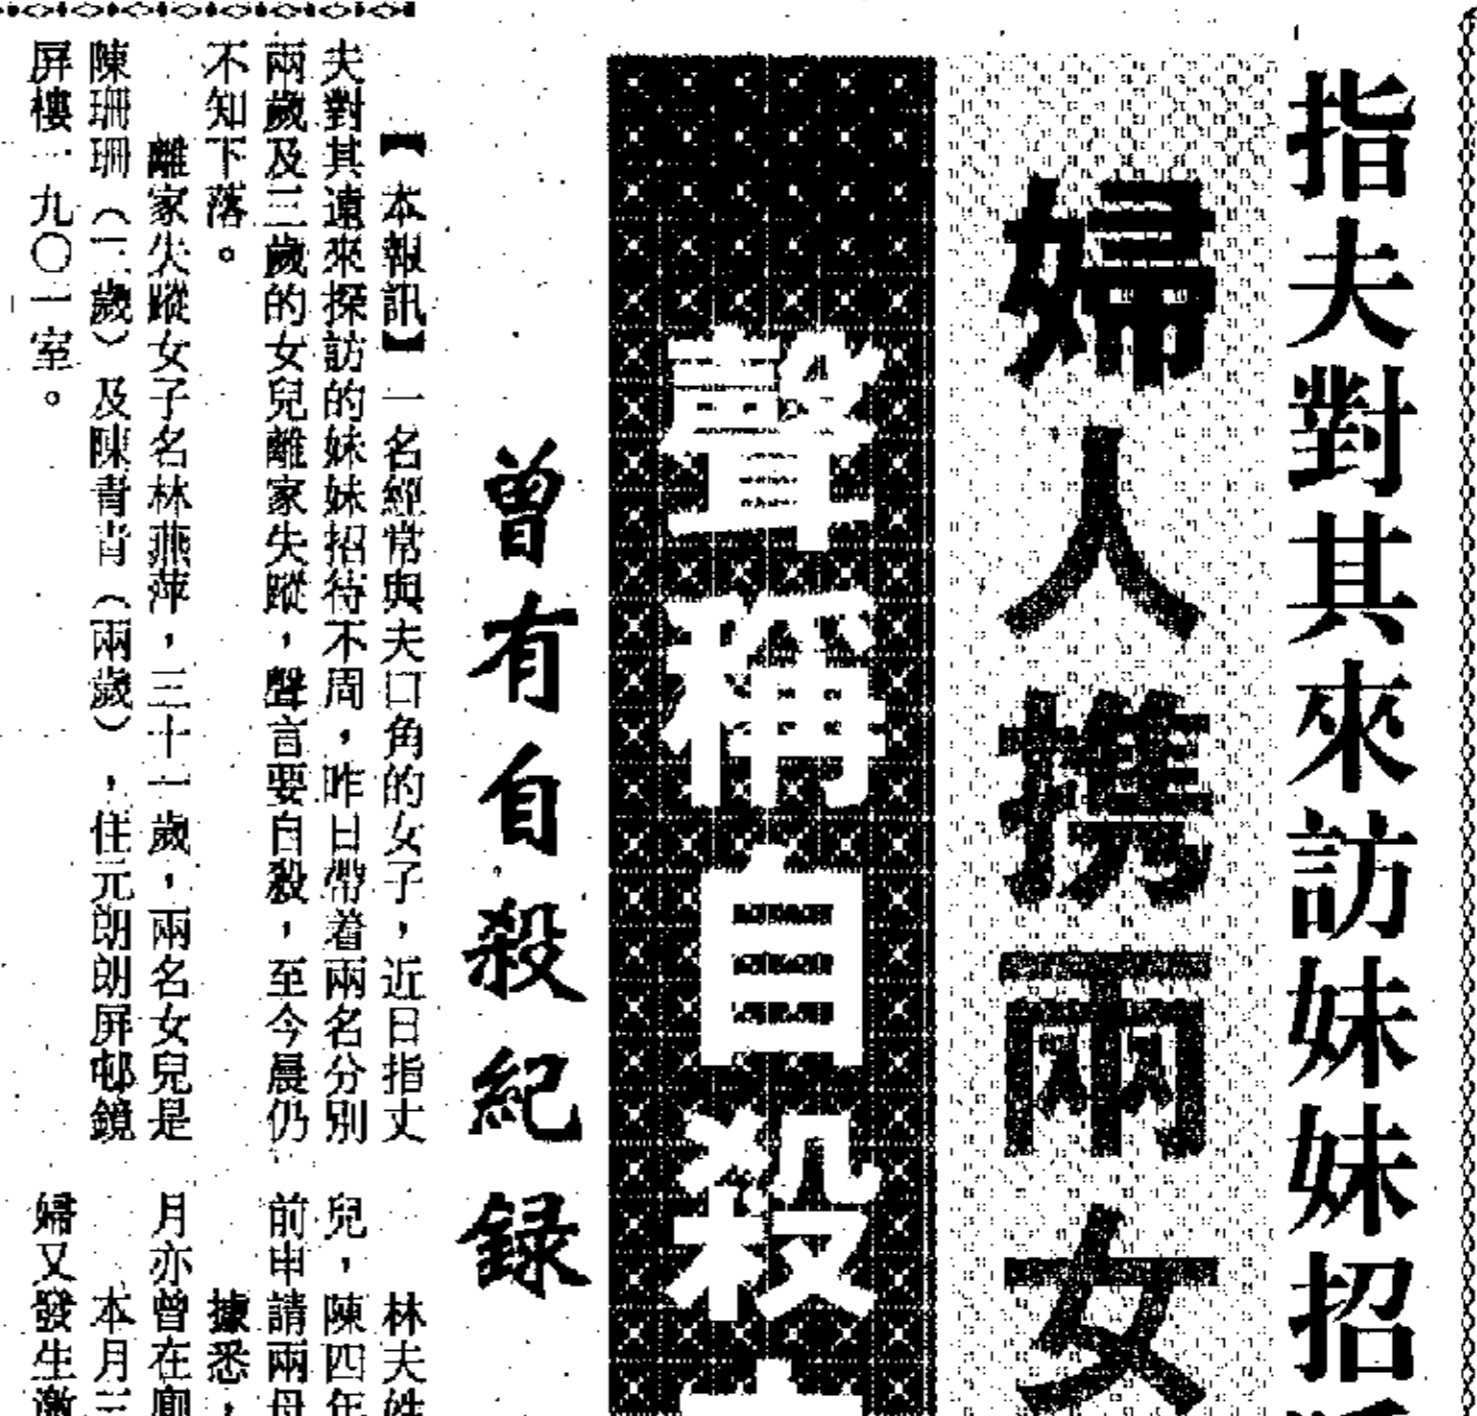 指夫對其來訪妹妹招
婦人携兩女
聲稱自殺
曾有自殺紀録
【本報訊】一名經常與夫口角的女子，近日指丈
夫對其遠來探訪的妹妹招待不周，昨日帶着兩名分別
兩歲及三歲的女兒離家失蹤，聲言要自殺，至今晨仍
不知下落。
離家失蹤女子名林燕萍，三十一歲，兩名女兒是
陳珊珊（三歲）及陳青青（兩歲），住元朗朗屏邨鏡
屏樓一九〇一室。
林夫姓
兒，陳四年
前申請兩母
據悉，
月亦曾在廁
本月三
婦又發生激